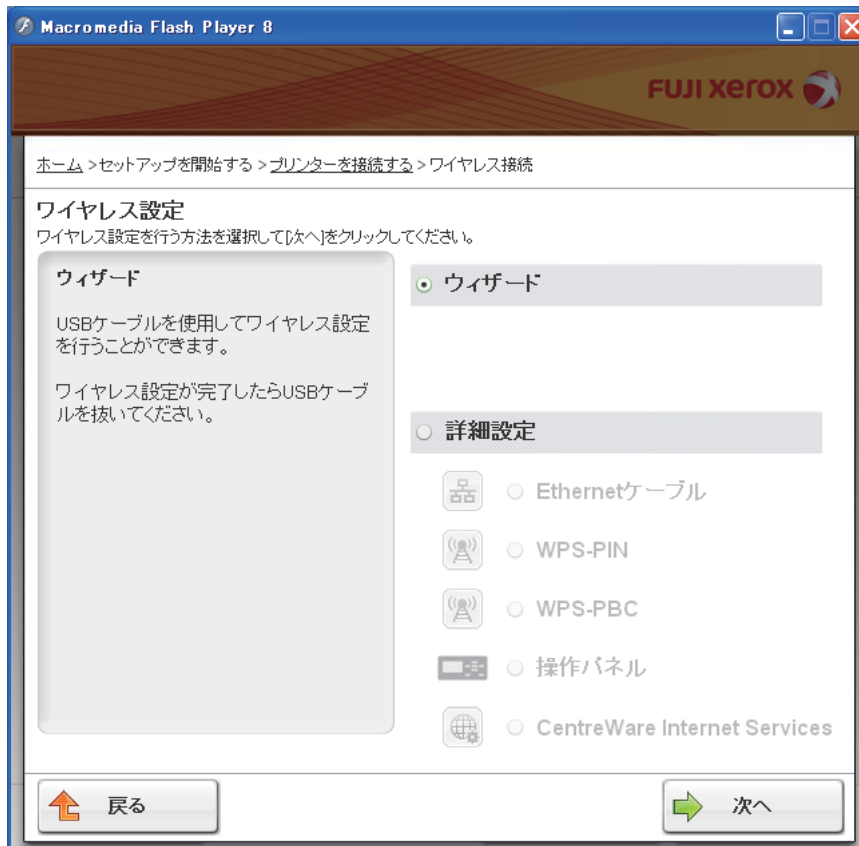 Macromedia Flash Player 8
FUJI xerox
ホーム >セットアップを開始する >プリンターを接続する >ワイヤレス接続
ワイヤレス設定
ワイヤレス設定を行う方法を選択して[次へ]をクリックしてください。
ウィザード
USBケーブルを使用してワイヤレス設定
を行うことができます。
ワイヤレス設定が完了したらUSBケーブ
ルを抜いてください。
ウィザード
詳細設定
Ethernetケーブル
WPS-PIN
WPS-PBC
操作パネル
CentreWare Internet Services
戻る
次へ